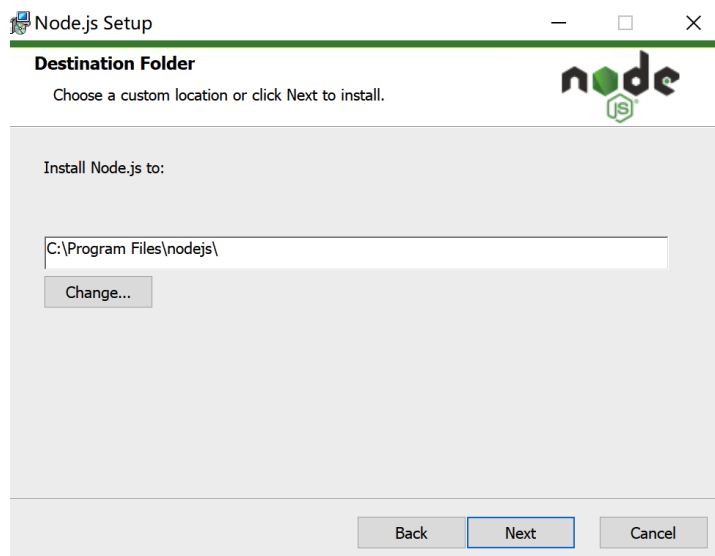 Node.js Setup
Destination Folder
Choose a custom location or click Next to install.
node
JS
Install Node.js to:
C:\Program Files\nodejs\
Change...
Back
Next
Cancel